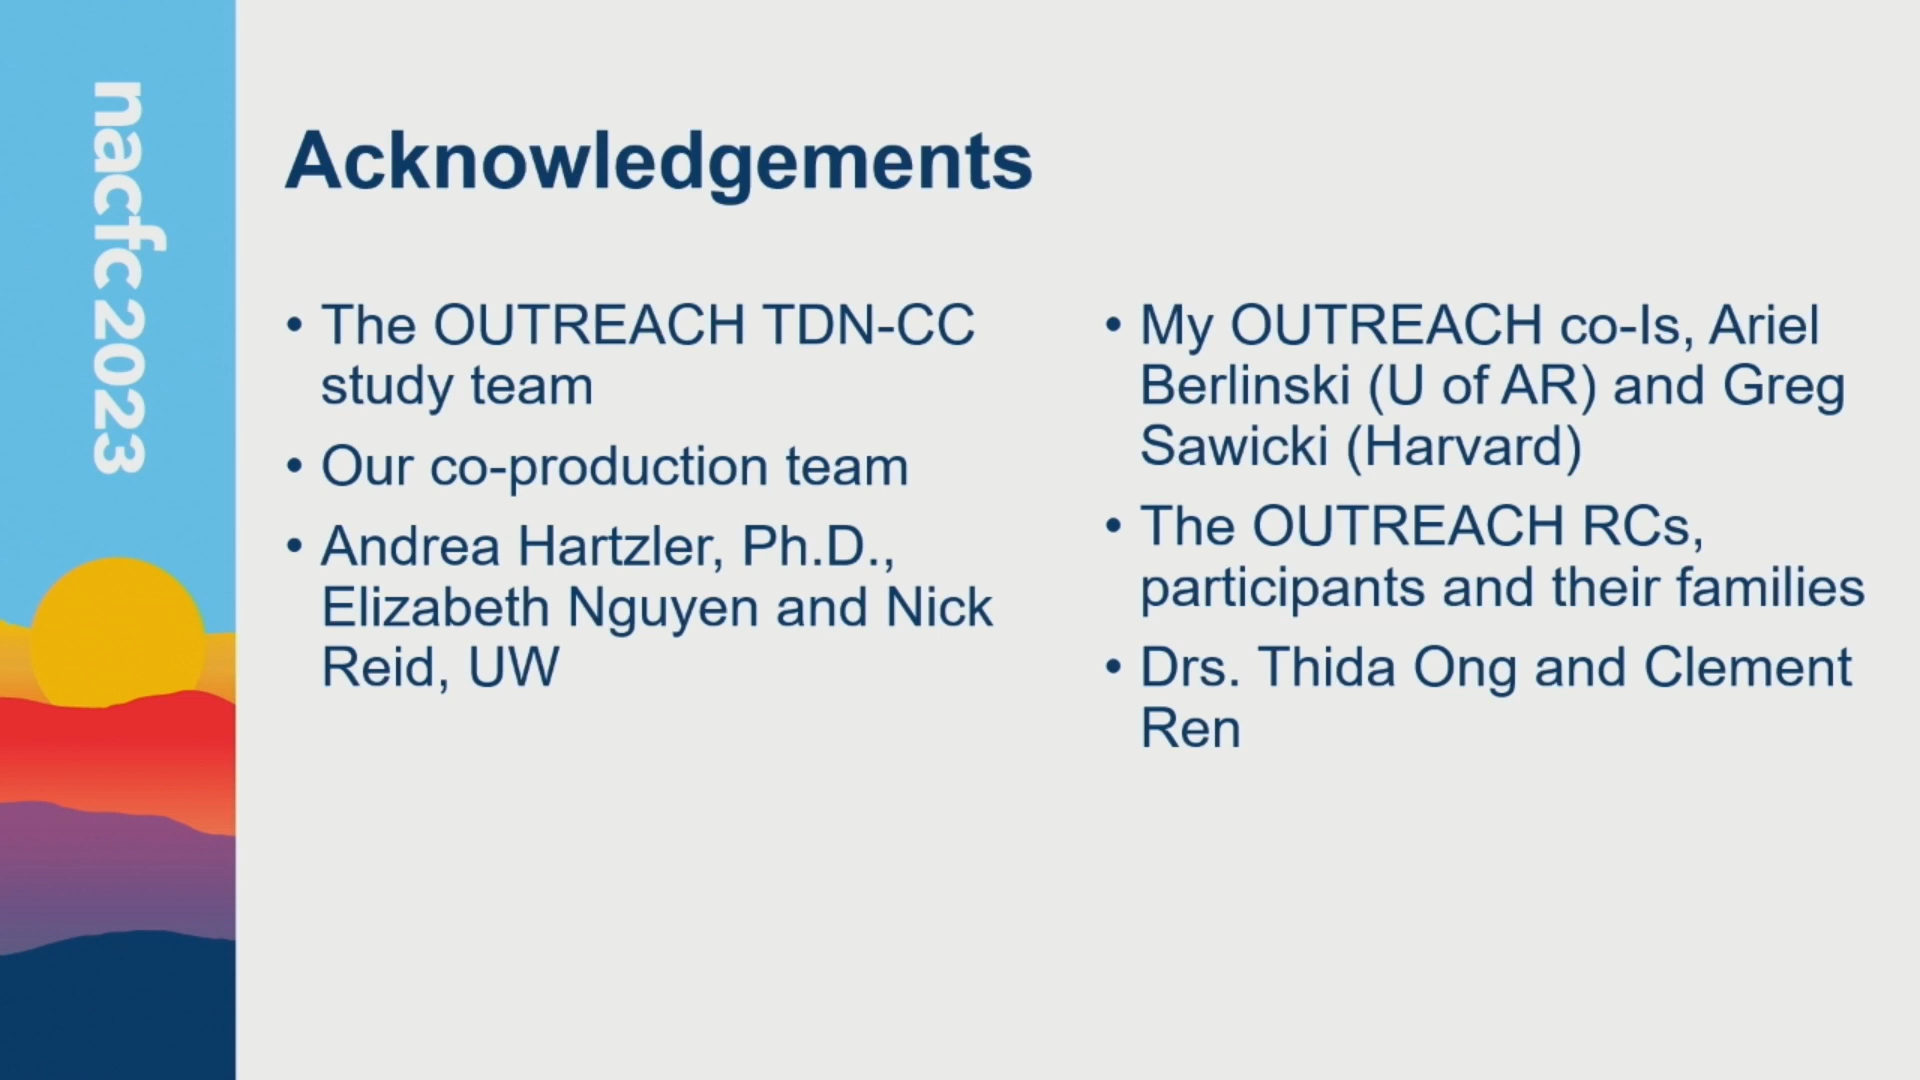 nacfc 2023
Acknowledgements
• The OUTREACH TDN-CC
study team
• Our co-production team
• Andrea Hartzler, Ph.D.,
Elizabeth Nguyen and Nick
Reid, UW
• My OUTREACH co-Is, Ariel
Berlinski (U of AR) and Greg
Sawicki (Harvard)
• The OUTREACH RCs,
participants and their families
• Drs. Thida Ong and Clement
Ren